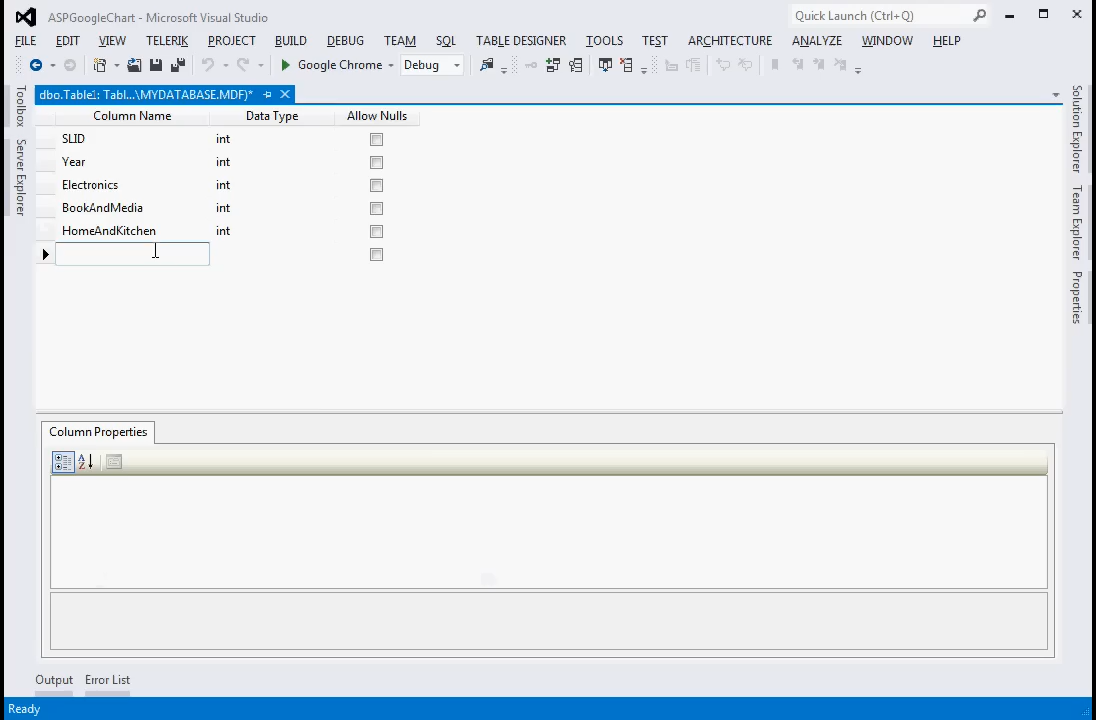 ASPGoogleChart - Microsoft Visual Studio
Quick Launch (Ctrl+Q)
FILE EDIT VIEW TELERIK PROJECT BUILD DEBUG TEAM SQL TABLE DESIGNER TOOLS TEST ARCHITECTURE ANALYZE WINDOW HELP
Google Chrome Debug
dbo.Table1: Tabl...\MYDATABASE.MDF)*
Column Name Data Type Allow Nulls
SLID int
Year int
Electronics int
BookAndMedia int
HomeAndKitchen int
Toolbox
Server Explorer
Solution Explorer
Team Explorer
Properties
Column Properties
Output Error List
Ready